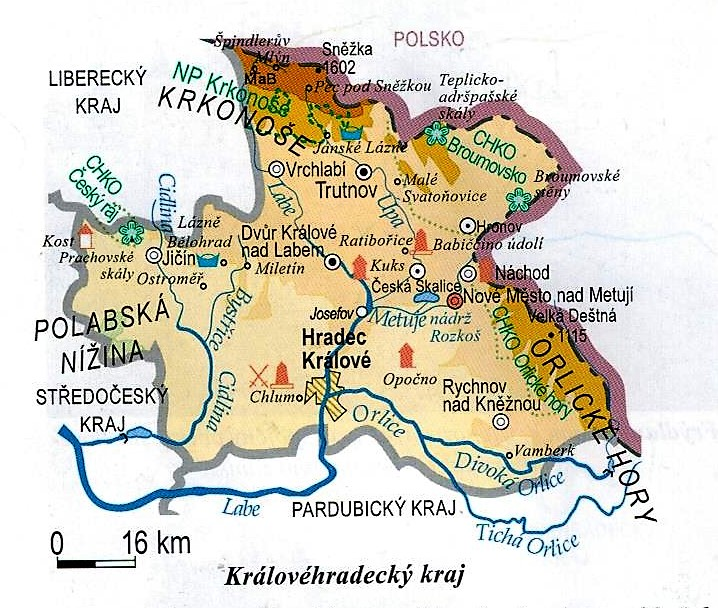 Špindlerův
Mlýn
Sněžka
1602
POLSKO
LIBERECKÝ
KRAJ
NP Krkonoše
MaB
Pec pod Sněžkou
Teplicko-
adršpašské
skály
KRKONOŠE
CHKO
Broumovsko
Janské Lázně
CHKO
Český ráj
Cidlina
Vrchlabí
Trutnov
Malé
Svatoňovice
Broumovské
stěny
Labe
Úpa
Lázně
Bělohrad
Kost
Prachovské
skály
Jičín
Ostroměř
Miletín
Dvůr Králové
nad Labem
Ratibořice
Hronov
Babiččino údolí
Kuks
Česká Skalice
Náchod
Nové Město nad Metují
Bystřice
Josefov
Metuje
nádrž
Rozkoš
Velká Deštná
1115
POLABSKÁ
NÍŽINA
Hradec
Králové
CHKO Orlické hory
ORLICKÉ HORY
Opočno
STŘEDOČESKÝ
KRAJ
Cidlina
Chlum
Rychnov
nad Kněžnou
Orlice
Vamberk
Divoká Orlice
Labe
PARDUBICKÝ KRAJ
Tichá Orlice
0 16 km
Královéhradecký kraj